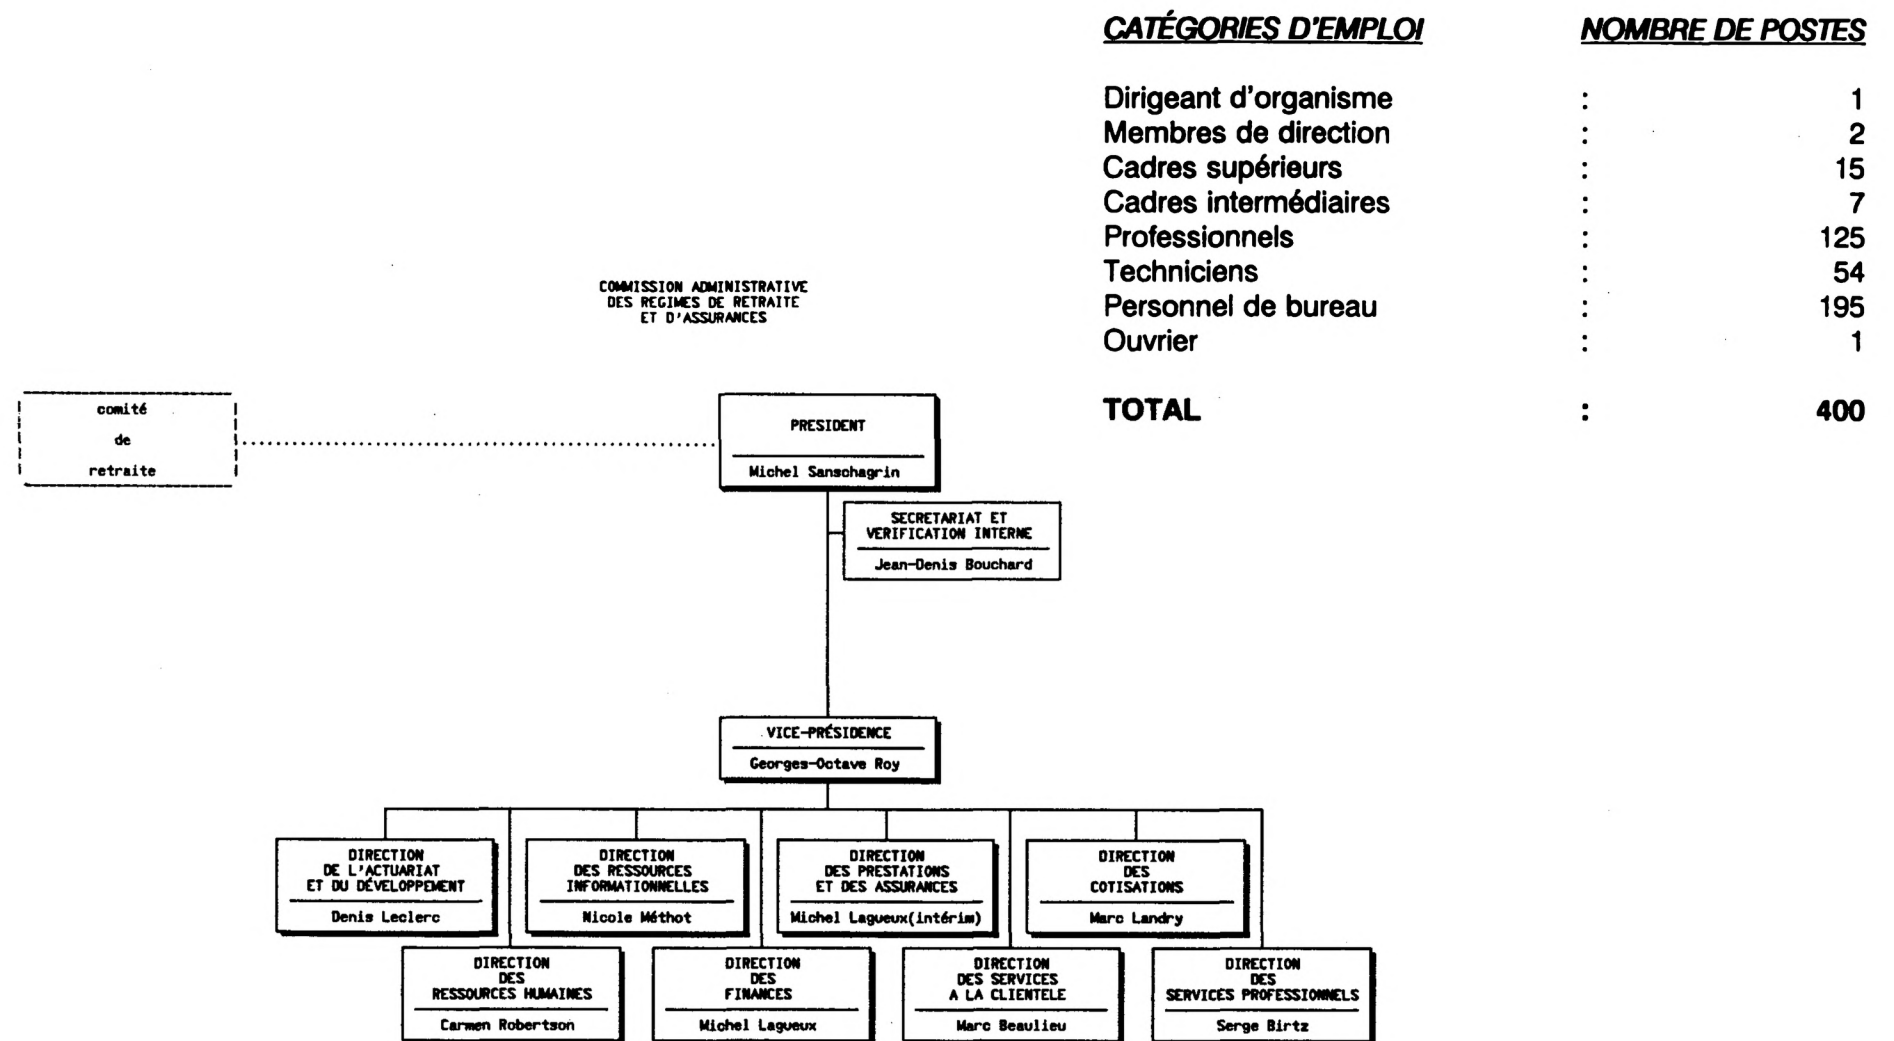 CATÉGORIES D'EMPLOI NOMBRE DE POSTES
Dirigeant d'organisme : 1
Membres de direction : 2
Cadres supérieurs : 15
Cadres intermédiaires : 7
Professionnels : 125
Techniciens : 54
Personnel de bureau : 195
Ouvrier : 1
TOTAL : 400
COMMISSION ADMINISTRATIVE
DES REGIMES DE RETRAITE
ET D'ASSURANCES
comité
de
retraite
PRESIDENT
Michel Sanschagrin
SECRETARIAT ET
VERIFICATION INTERNE
Jean-Denis Bouchard
VICE-PRÉSIDENCE
Georges-Octave Roy
DIRECTION
DE L'ACTUARIAT
ET DU DÉVELOPPEMENT
Denis Leclerc
DIRECTION
DES RESSOURCES
INFORMATIONNELLES
Nicole Méthot
DIRECTION
DES PRESTATIONS
ET DES ASSURANCES
Michel Lagueux(intérim)
DIRECTION
DES
COTISATIONS
Marc Landry
DIRECTION
DES
RESSOURCES HUMAINES
Carmen Robertson
DIRECTION
DES
FINANCES
Michel Lagueux
DIRECTION
DES SERVICES
A LA CLIENTELE
Marc Beaulieu
DIRECTION
DES
SERVICES PROFESSIONNELS
Serge Birtz